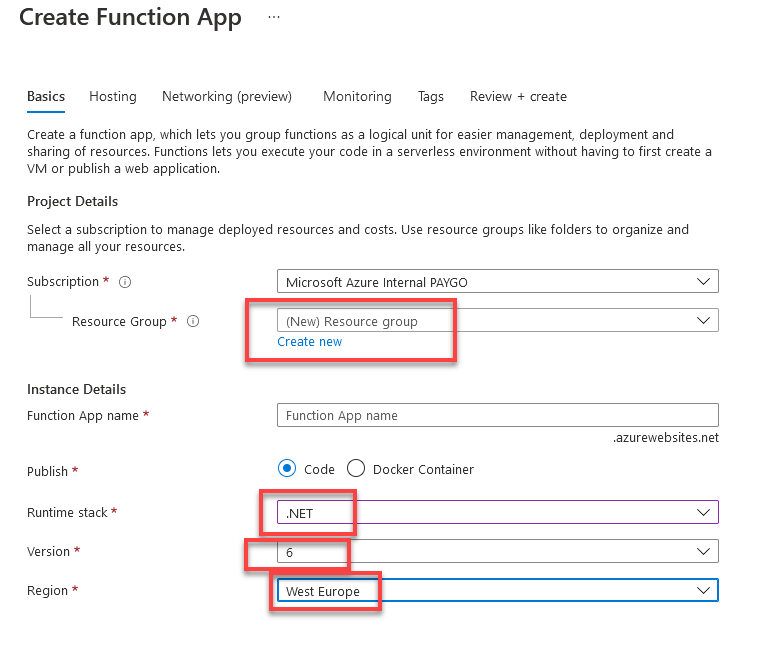 Create Function App ...
Basics Hosting Networking (preview) Monitoring Tags Review + create
Create a function app, which lets you group functions as a logical unit for easier management, deployment and
sharing of resources. Functions lets you execute your code in a serverless environment without having to first create a
VM or publish a web application.
Project Details
Select a subscription to manage deployed resources and costs. Use resource groups like folders to organize and
manage all your resources.
Subscription * Microsoft Azure Internal PAYGO
Resource Group * (New) Resource group
Create new
Instance Details
Function App name * Function App name
.azurewebsites.net
Publish * Code Docker Container
Runtime stack * .NET
Version * 6
Region * West Europe